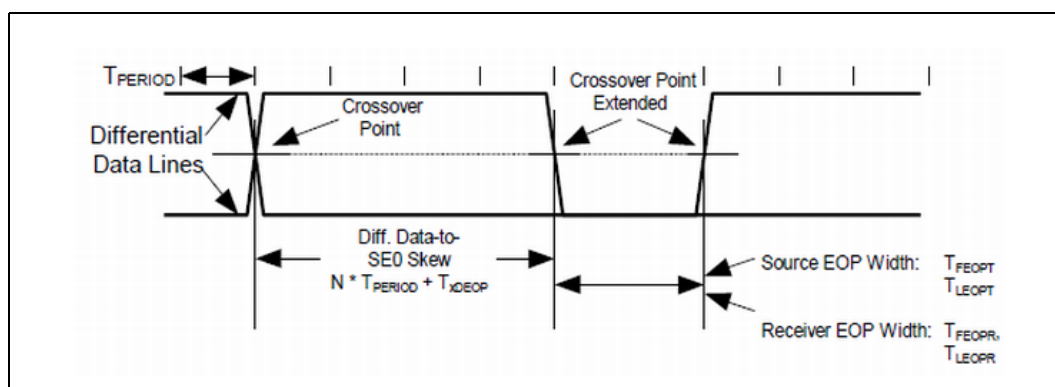 TPERIOD
Differential
Data Lines
Crossover
Point
Crossover Point
Extended
Diff. Data-to-
SE0 Skew
N * TPERIOD + TxDEOP
Source EOP Width: TFEOPT
TLEOPT
Receiver EOP Width: TFEOPR,
TLEOPR